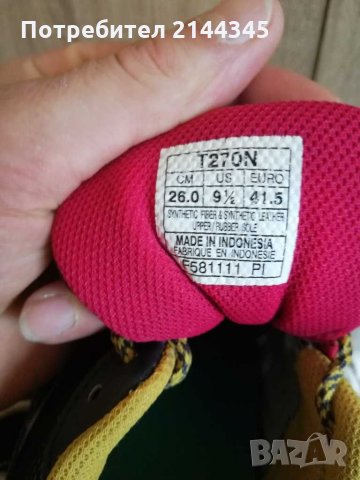 Потребител 2144345
T270N
CM US EURO
26.0 9½ 41.5
SYNTHETIC FIBER & SYNTHETIC LEATHER
UPPER / RUBBER SOLE
MADE IN INDONESIA
FABRIQUE EN INDONESIE
F581111 PI
BAZAR